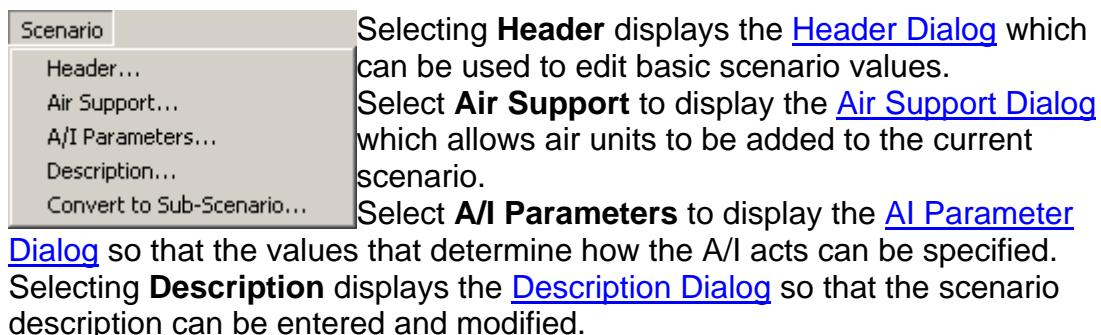 Scenario
Header...
Air Support...
A/I Parameters...
Description...
Convert to Sub-Scenario...
Selecting Header displays the Header Dialog which
can be used to edit basic scenario values.
Select Air Support to display the Air Support Dialog
which allows air units to be added to the current
scenario.
Select A/I Parameters to display the AI Parameter
Dialog so that the values that determine how the A/I acts can be specified.
Selecting Description displays the Description Dialog so that the scenario
description can be entered and modified.